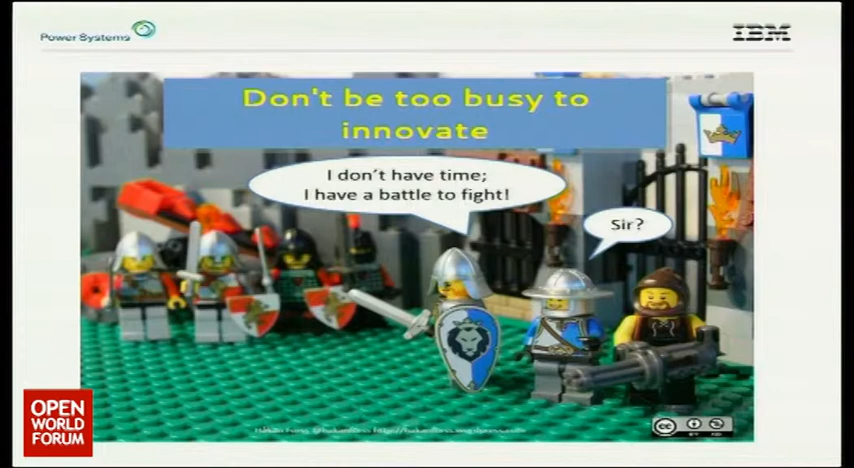 Power Systems
IBM
Don't be too busy to
innovate
I don't have time;
I have a battle to fight!
Sir?
OPEN
WORLD
FORUM
cc